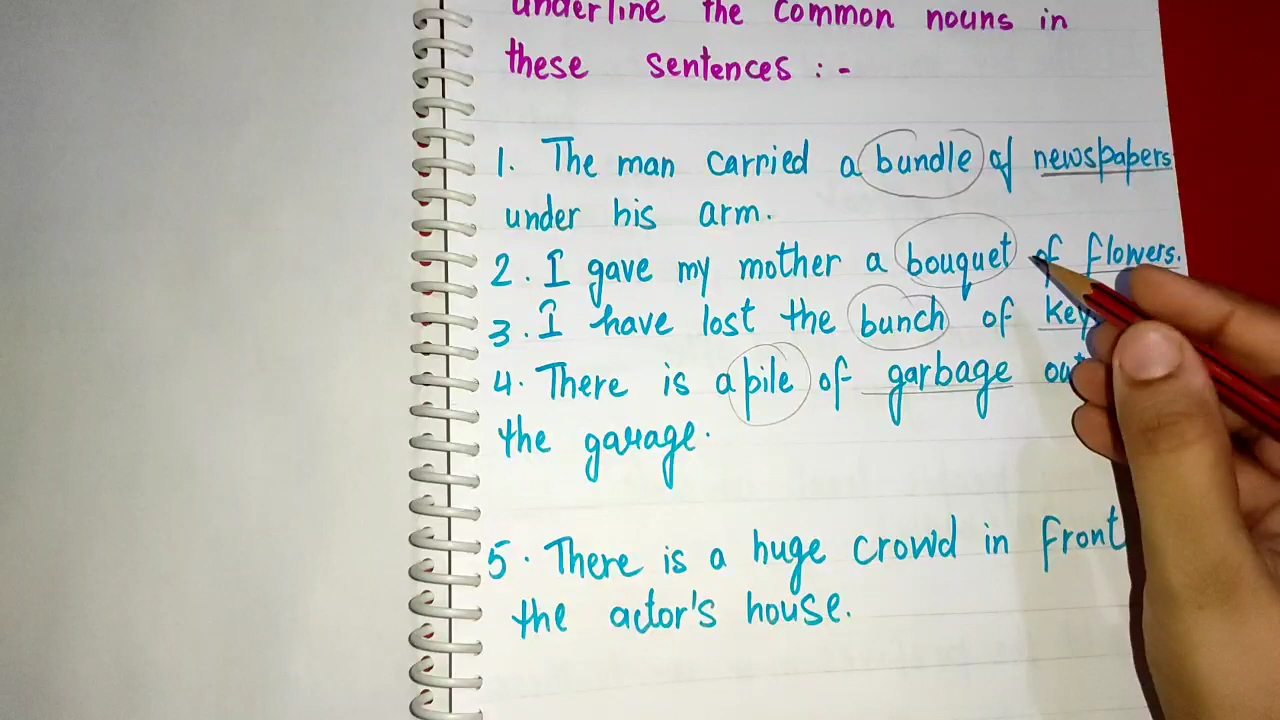 underline the common nouns in
these sentences :-
1. The man carried a bundle of newspapers
under his arm.
2. I gave my mother a bouquet of flowers.
3. I have lost the bunch of
4. There is a pile of garbage
the garage.
5. There is a huge crowd in front
the actor's house.